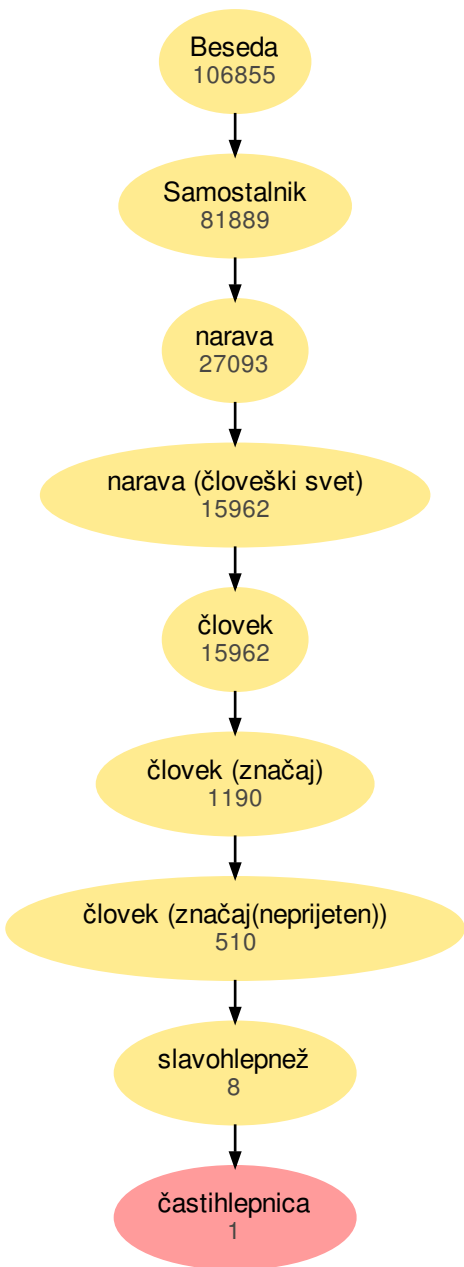 Beseda
106855
Samostalnik
81889
narava
27093
narava (človeški svet)
15962
človek
15962
človek (značaj)
1190
človek (značaj(neprijeten))
510
slavohlepnež
8
častihlepnica
1